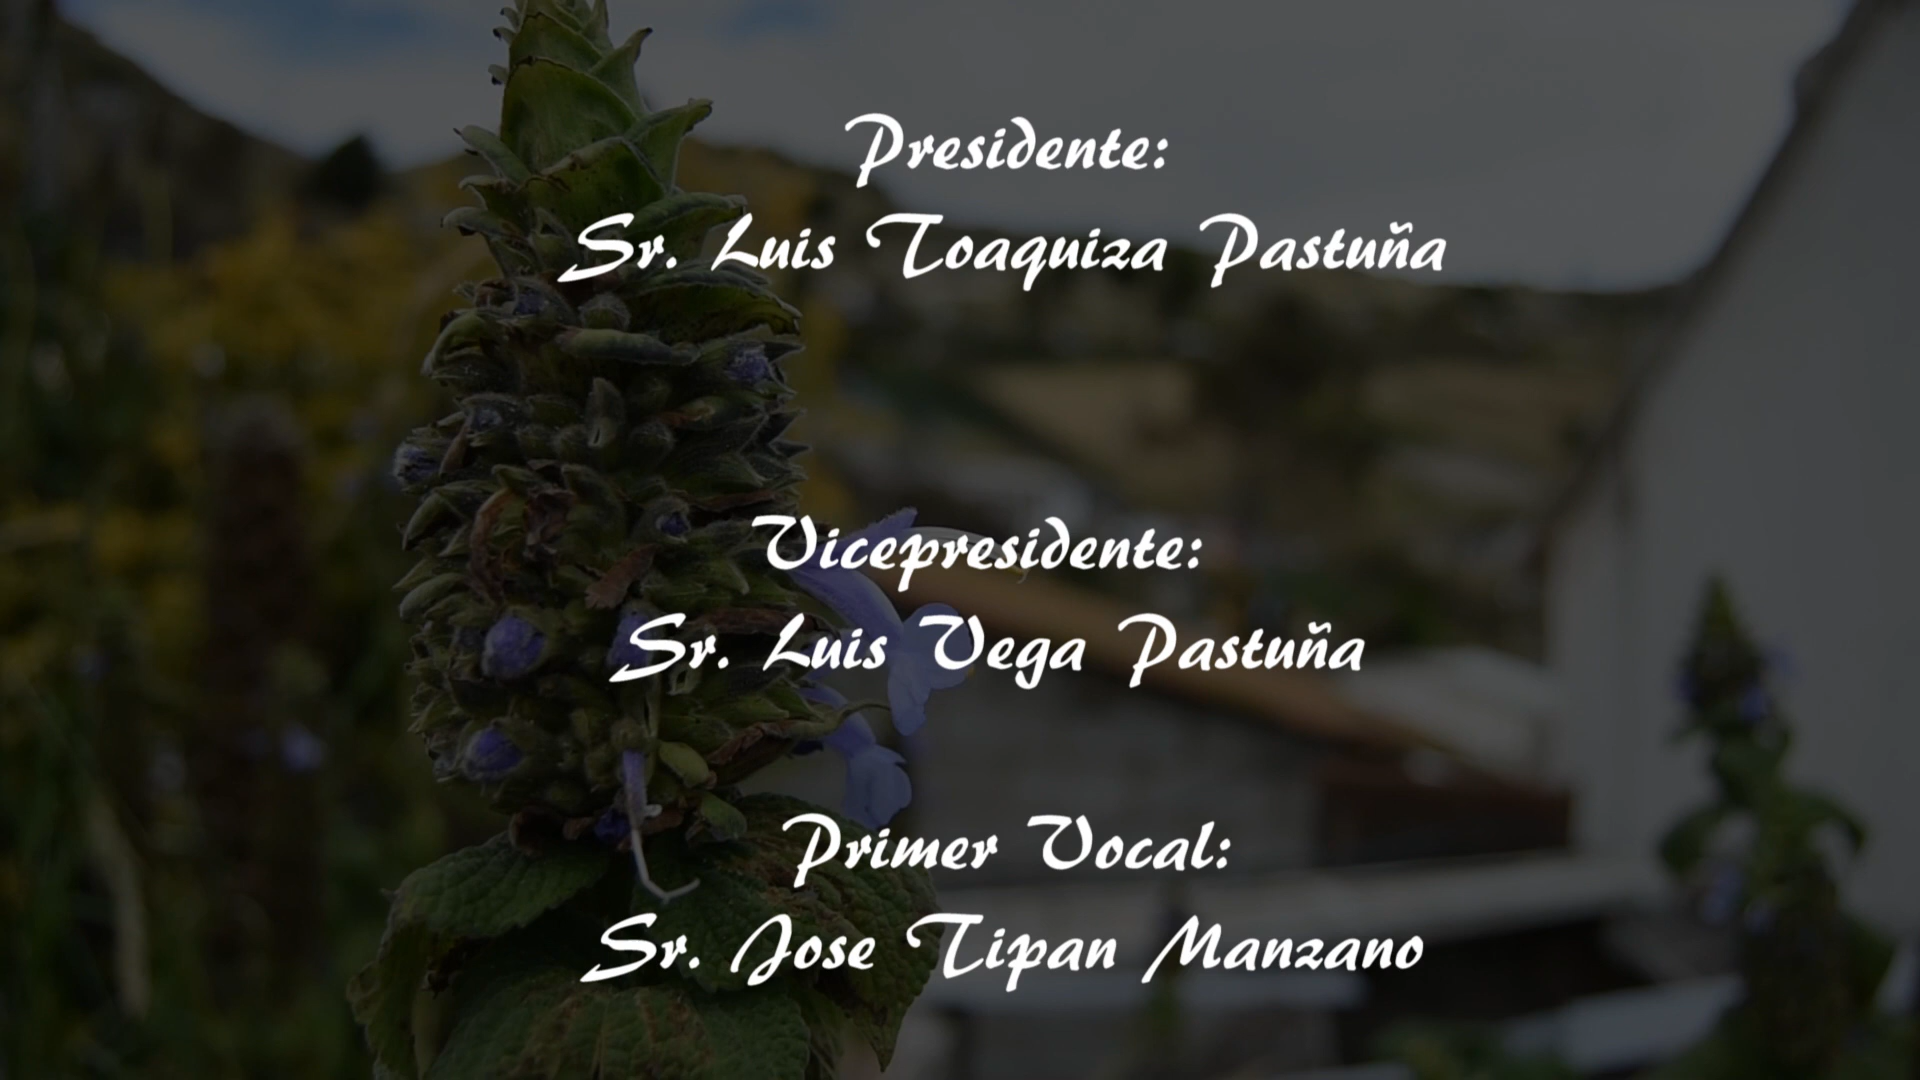 Presidente:
Sr. Luis Toaquiza Pastuña
Vicepresidente:
Sr. Luis Vega Pastuña
Primer Vocal:
Sr. Jose Tipan Manzano